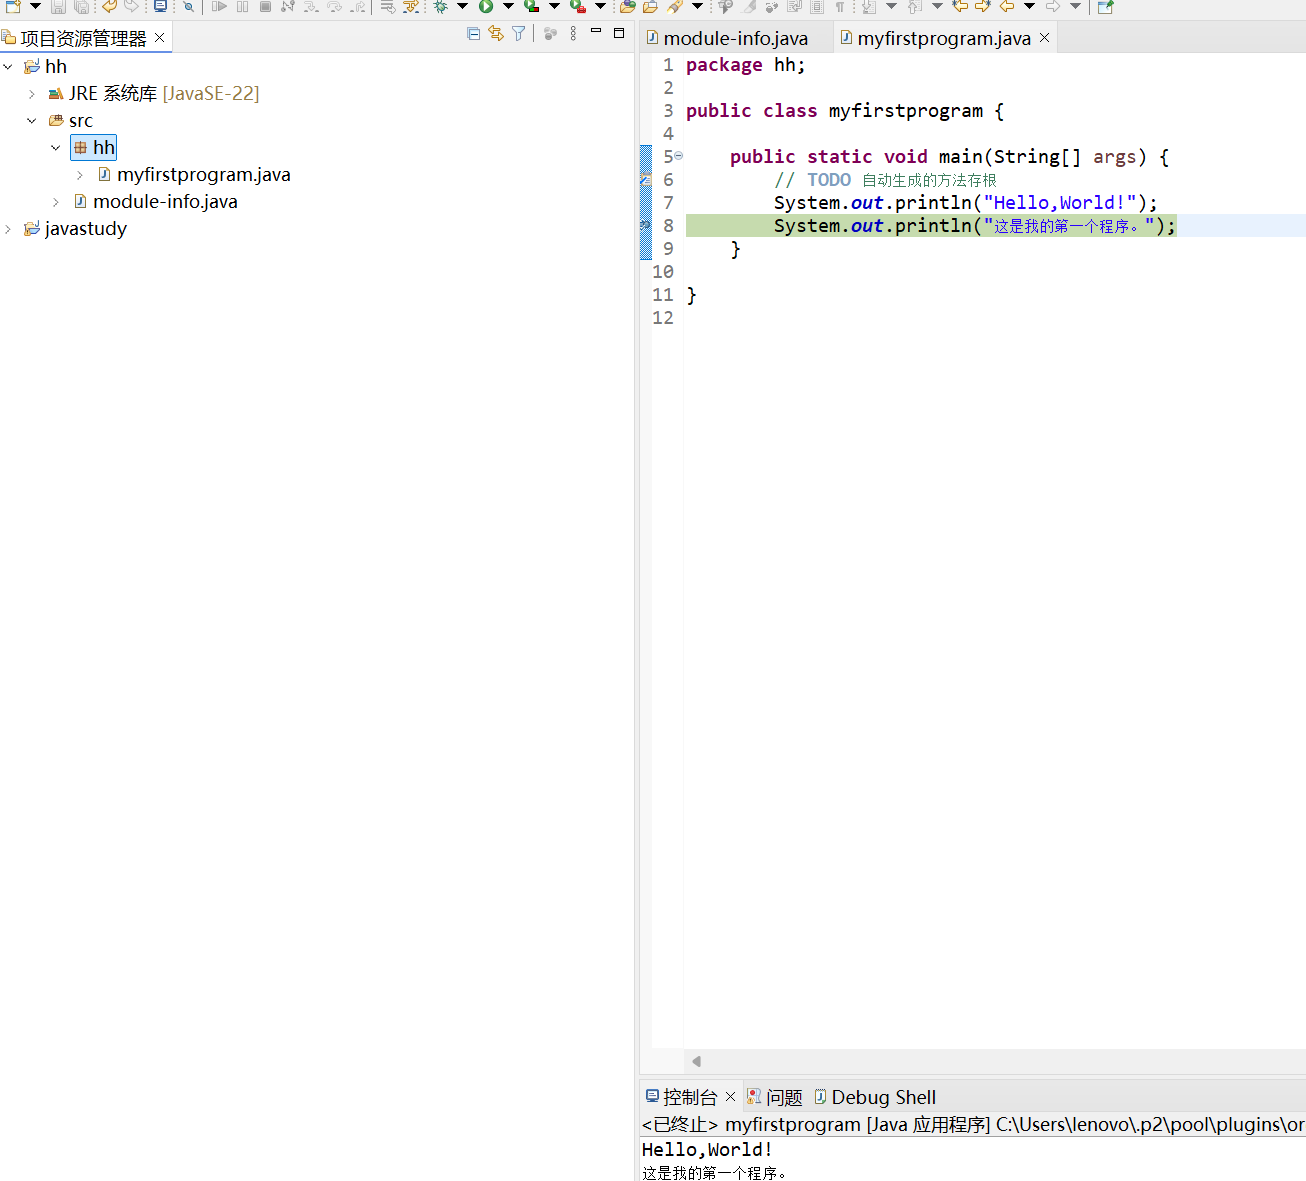 项目资源管理器
hh
JRE 系统库 [JavaSE-22]
src
hh
myfirstprogram.java
module-info.java
javastudy
module-info.java
myfirstprogram.java
1 package hh;
2
3 public class myfirstprogram {
4
5 public static void main(String[] args) {
6 // TODO 自动生成的方法存根
7 System.out.println("Hello,World!");
8 System.out.println("这是我的第一个程序。");
9 }
10
11 }
12
控制台 问题 Debug Shell
<已终止> myfirstprogram [Java 应用程序] C:\Users\lenovo\.p2\pool\plugins\or
Hello,World!
这是我的第一个程序。